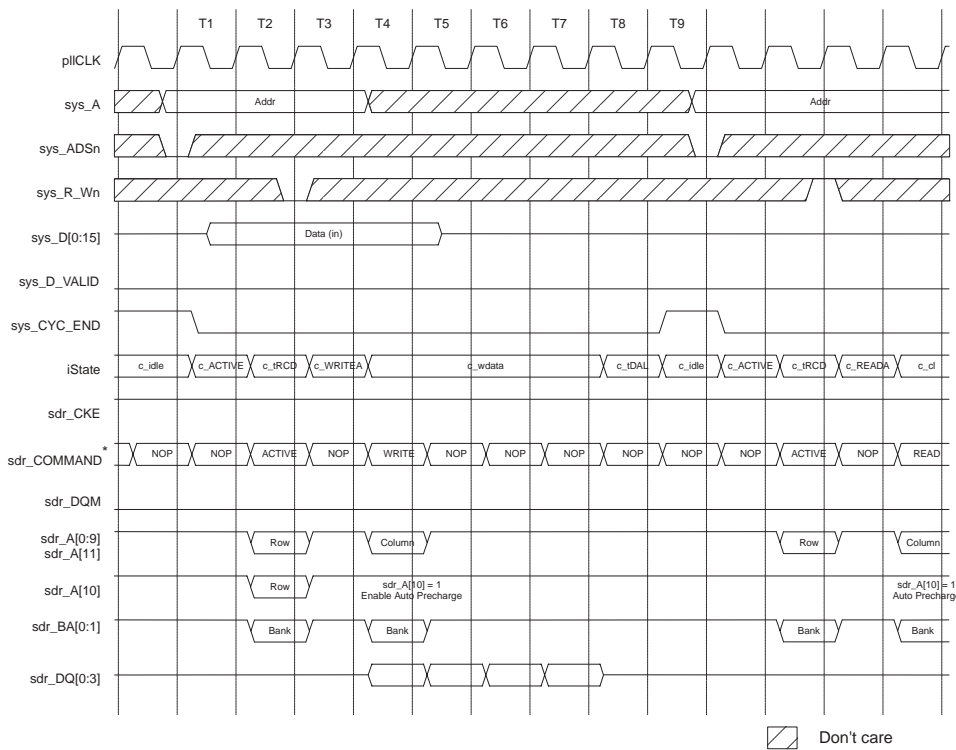 T1 T2 T3 T4 T5 T6 T7 T8 T9
pllCLK
sys_A Addr Addr
sys_ADSn
sys_R_Wn
sys_D[0:15] Data (in)
sys_D_VALID
sys_CYC_END
iState c_idle c_ACTIVE c_tRCD c_WRITEA c_wdata c_tDAL c_idle c_ACTIVE c_tRCD c_READA c_cl
sdr_CKE
sdr_COMMAND* NOP NOP ACTIVE NOP WRITE NOP NOP NOP NOP NOP NOP ACTIVE NOP READ
sdr_DQM
sdr_A[0:9]
sdr_A[11] Row Column Row Column
sdr_A[10] Row sdr_A[10] = 1 sdr_A[10] = 1
Enable Auto Precharge Auto Precharge
sdr_BA[0:1] Bank Bank Bank Bank
sdr_DQ[0:3]
Don't care